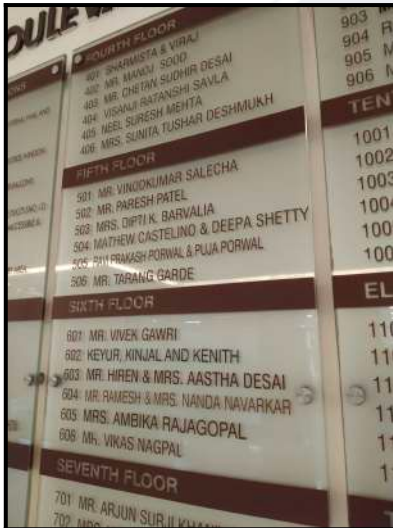 FOURTH FLOOR
401 SHARMISTA & VIRAJ
402 MR. MANOJ SOOD
403 MR. CHETAN SUDHIR DESAI
404 VISANJI RATANSHI SAVLA
405 NEEL SURESH MEHTA
406 MRS. SUNITA TUSHAR DESHMUKH
FIFTH FLOOR
501 MR. VINODKUMAR SALECHA
502 MR. PARESH PATEL
503 MRS. DIPTI K. BARVALIA
504 MATHEW CASTELINO & DEEPA SHETTY
505 RAVI PRAKASH PORWAL & PUJA PORWAL
506 MR. TARANG GARDE
SIXTH FLOOR
601 MR. VIVEK GAWRI
602 KEYUR, KINJAL AND KENITH
603 MR. HIREN & MRS. AASTHA DESAI
604 MR. RAMESH & MRS. NANDA NAVARKAR
605 MRS. AMBIKA RAJAGOPAL
606 MR. VIKAS NAGPAL
SEVENTH FLOOR
701 MR. ARJUN
702
903
904
905
906
1001
1002
1003